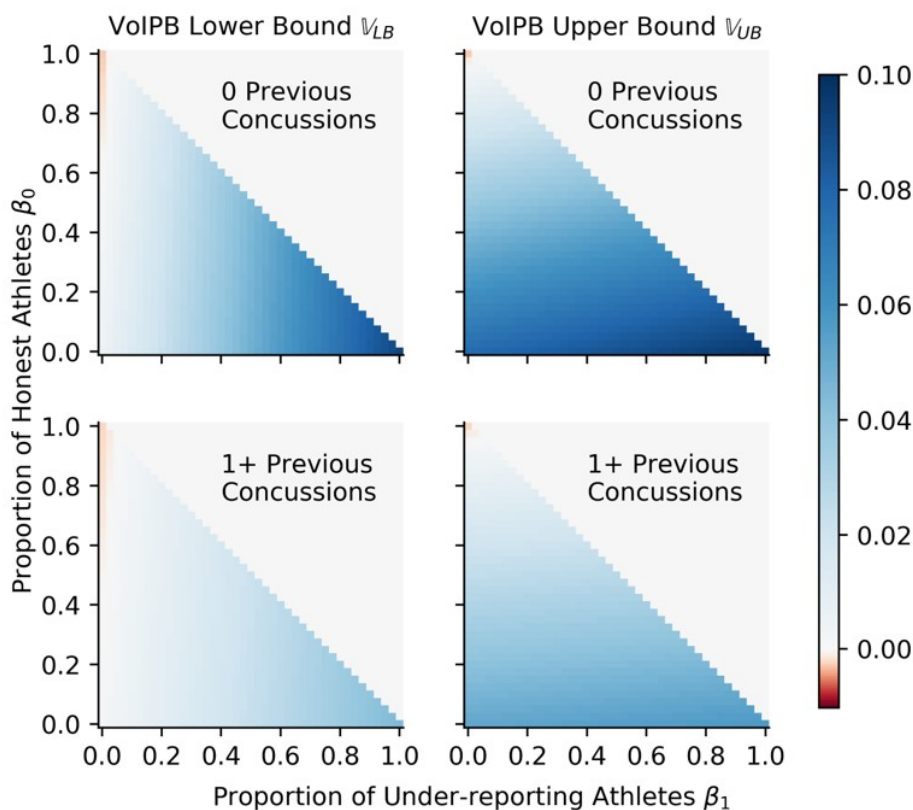 VoIPB Lower Bound 𝕍LB
VoIPB Upper Bound 𝕍UB
1.0
0.8
0.6
0.4
0.2
0.0
0 Previous
Concussions
0 Previous
Concussions
0.0 0.2 0.4 0.6 0.8 1.0
1.0
0.8
0.6
0.4
0.2
0.0
1+ Previous
Concussions
1+ Previous
Concussions
0.0 0.2 0.4 0.6 0.8 1.0
Proportion of Honest Athletes β0
Proportion of Under-reporting Athletes β1
0.10
0.08
0.06
0.04
0.02
0.00